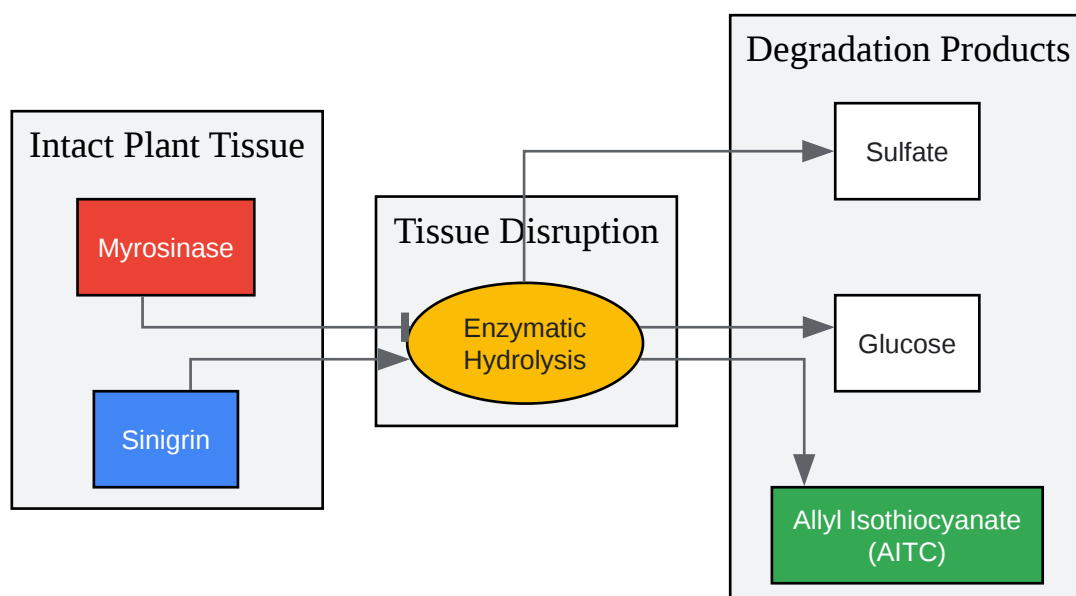 Intact Plant Tissue
Myrosinase
Sinigrin
Tissue Disruption
Enzymatic
Hydrolysis
Degradation Products
Sulfate
Glucose
Allyl Isothiocyanate
(AITC)